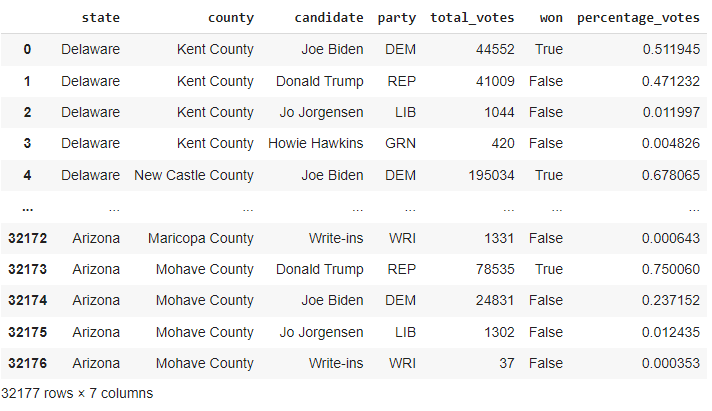 state county candidate party total_votes won percentage_votes
0 Delaware Kent County Joe Biden DEM 44552 True 0.511945
1 Delaware Kent County Donald Trump REP 41009 False 0.471232
2 Delaware Kent County Jo Jorgensen LIB 1044 False 0.011997
3 Delaware Kent County Howie Hawkins GRN 420 False 0.004826
4 Delaware New Castle County Joe Biden DEM 195034 True 0.678065
... ... ... ... ... ... ... ...
32172 Arizona Maricopa County Write-ins WRI 1331 False 0.000643
32173 Arizona Mohave County Donald Trump REP 78535 True 0.750060
32174 Arizona Mohave County Joe Biden DEM 24831 False 0.237152
32175 Arizona Mohave County Jo Jorgensen LIB 1302 False 0.012435
32176 Arizona Mohave County Write-ins WRI 37 False 0.000353
32177 rows × 7 columns